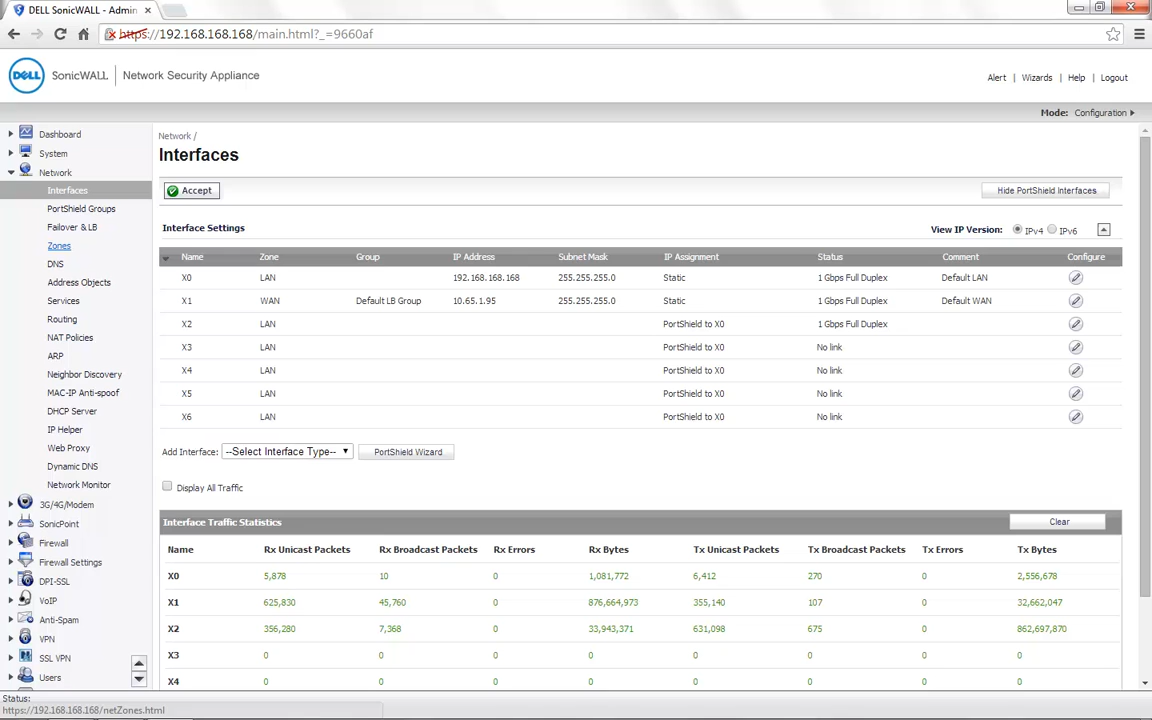 DELL SonicWALL - Admin
https://192.168.168.168/main.html?_=9660af
DELL SonicWALL | Network Security Appliance
Alert | Wizards | Help | Logout
Mode: Configuration
Dashboard
System
Network
Interfaces
PortShield Groups
Failover & LB
Zones
DNS
Address Objects
Services
Routing
NAT Policies
ARP
Neighbor Discovery
MAC-IP Anti-spoof
DHCP Server
IP Helper
Web Proxy
Dynamic DNS
Network Monitor
3G/4G/Modem
SonicPoint
Firewall
Firewall Settings
DPI-SSL
VoIP
Anti-Spam
VPN
SSL VPN
Users
Network /
Interfaces
Accept
Hide PortShield Interfaces
Interface Settings
View IP Version: IPv4 IPv6
Name Zone Group IP Address Subnet Mask IP Assignment Status Comment Configure
X0 LAN 192.168.168.168 255.255.255.0 Static 1 Gbps Full Duplex Default LAN
X1 WAN Default LB Group 10.65.1.95 255.255.255.0 Static 1 Gbps Full Duplex Default WAN
X2 LAN PortShield to X0 1 Gbps Full Duplex
X3 LAN PortShield to X0 No link
X4 LAN PortShield to X0 No link
X5 LAN PortShield to X0 No link
X6 LAN PortShield to X0 No link
Add Interface: --Select Interface Type-- PortShield Wizard
Display All Traffic
Interface Traffic Statistics Clear
Name Rx Unicast Packets Rx Broadcast Packets Rx Errors Rx Bytes Tx Unicast Packets Tx Broadcast Packets Tx Errors Tx Bytes
X0 5,878 10 0 1,081,772 6,412 270 0 2,556,678
X1 625,830 45,760 0 876,664,973 355,140 107 0 32,662,047
X2 356,280 7,368 0 33,943,371 631,098 675 0 862,697,870
X3 0 0 0 0 0 0 0 0
X4 0 0 0 0 0 0 0 0
Status:
https://192.168.168.168/netZones.html